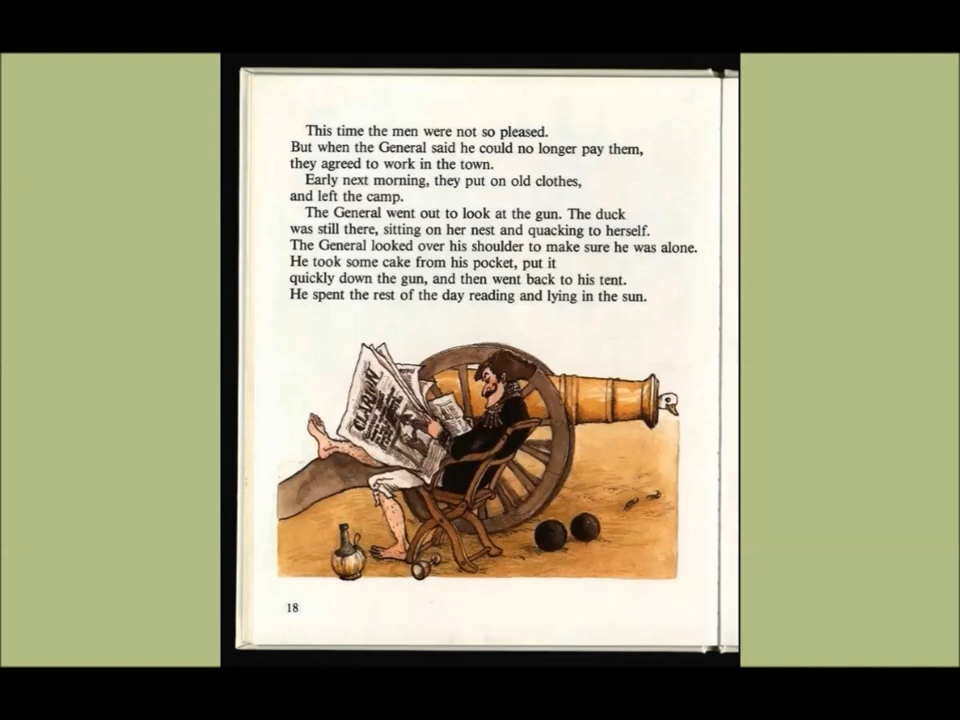 This time the men were not so pleased.
But when the General said he could no longer pay them,
they agreed to work in the town.
Early next morning, they put on old clothes,
and left the camp.
The General went out to look at the gun. The duck
was still there, sitting on her nest and quacking to herself.
The General looked over his shoulder to make sure he was alone.
He took some cake from his pocket, put it
quickly down the gun, and then went back to his tent.
He spent the rest of the day reading and lying in the sun.
CLARION
18